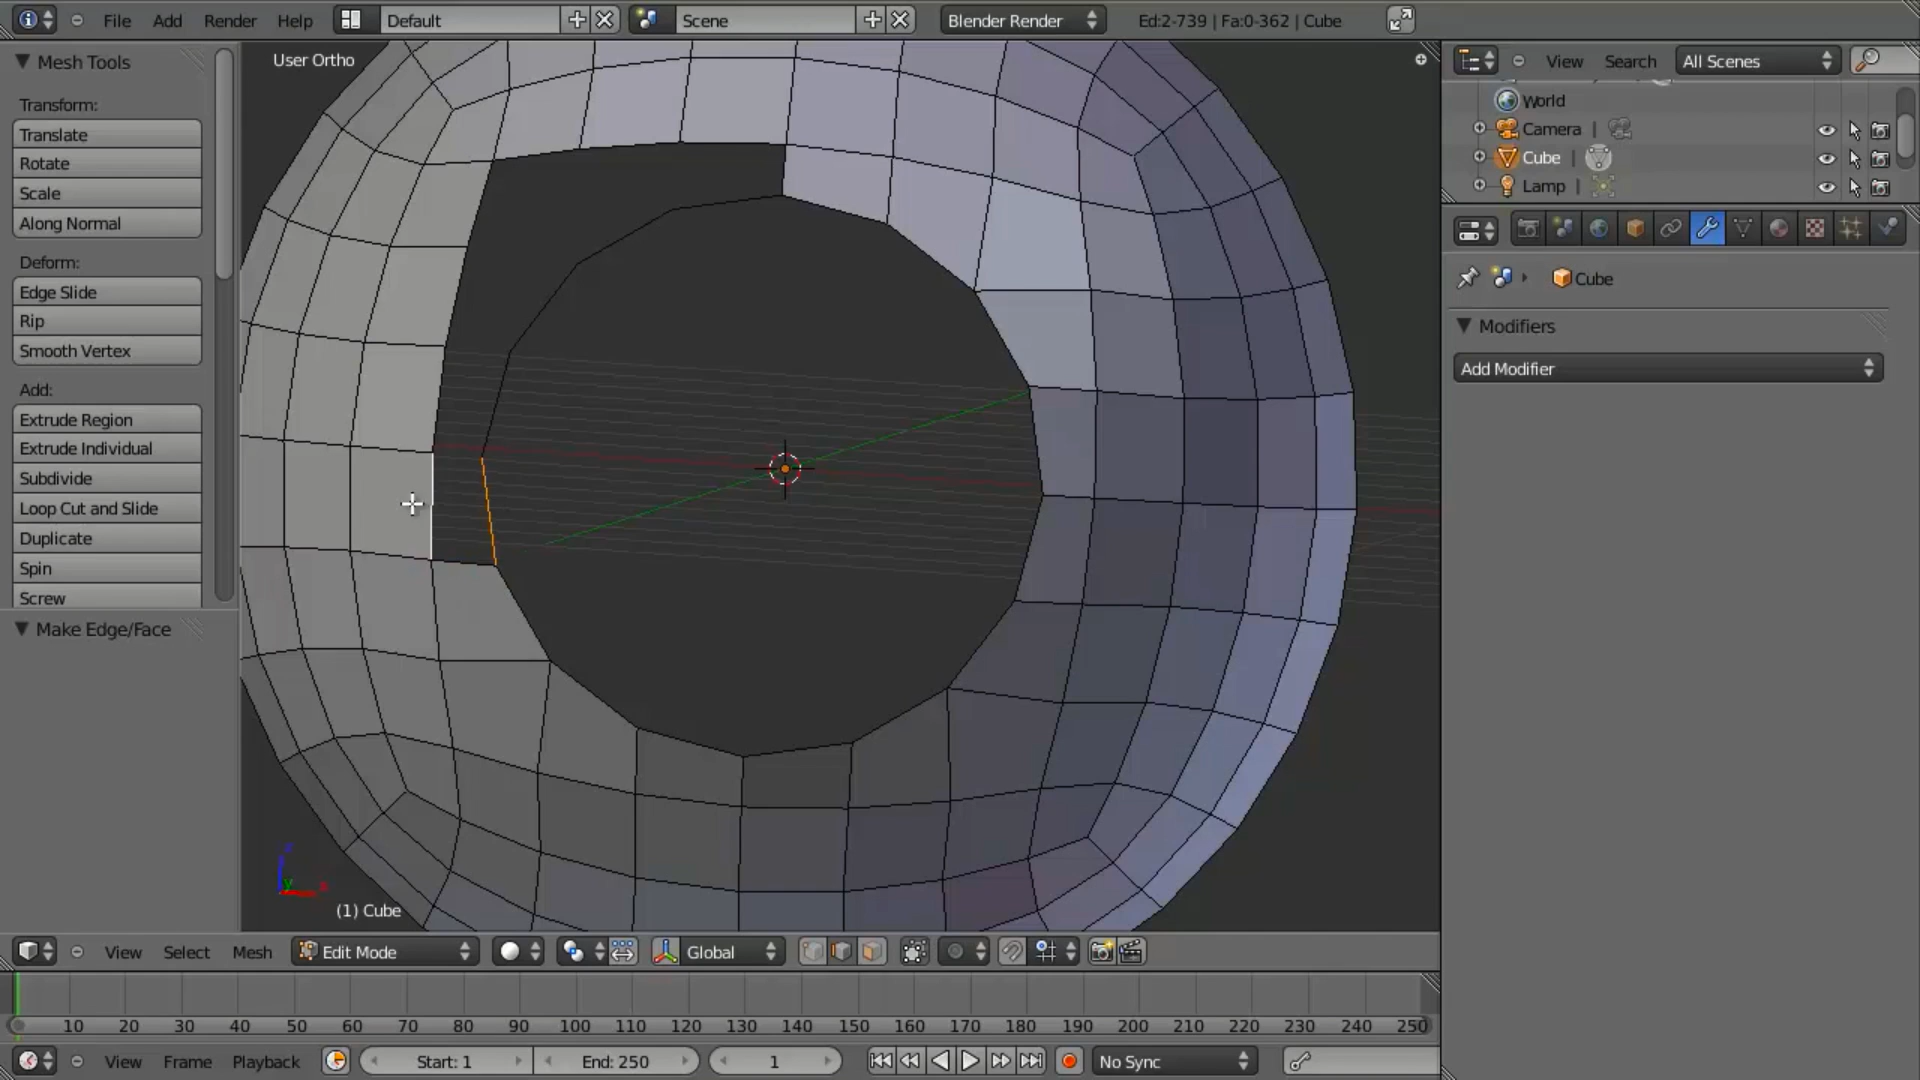 File Add Render Help Default Scene Blender Render Ed:2-739 | Fa:0-362 | Cube
Mesh Tools
User Ortho
View Search All Scenes
Transform:
World
Translate
Camera
Rotate
Cube
Scale
Lamp
Along Normal
Deform:
Cube
Edge Slide
Rip
Modifiers
Smooth Vertex
Add Modifier
Add:
Extrude Region
Extrude Individual
Subdivide
Loop Cut and Slide
Duplicate
Spin
Screw
Make Edge/Face
(1) Cube
View Select Mesh Edit Mode Global
10 20 30 40 50 60 70 80 90 100 110 120 130 140 150 160 170 180 190 200 210 220 230 240 250
View Frame Playback Start: 1 End: 250 1 No Sync